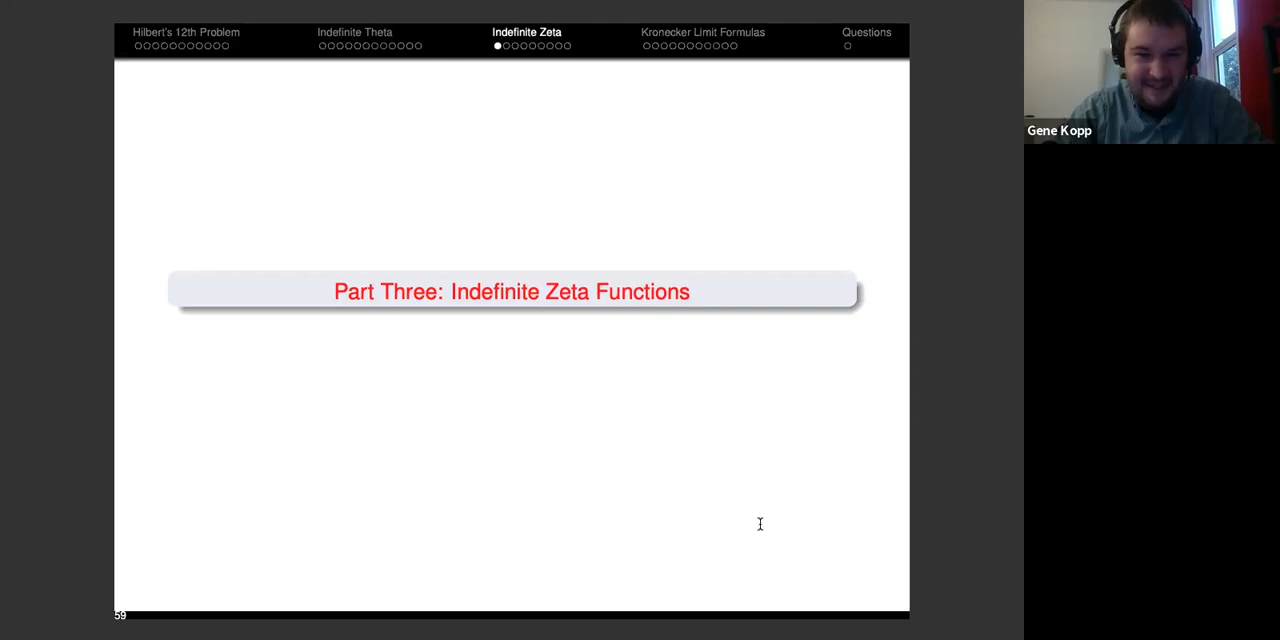 Hilbert's 12th Problem Indefinite Theta Indefinite Zeta Kronecker Limit Formulas Questions
Gene Kopp
Part Three: Indefinite Zeta Functions
59